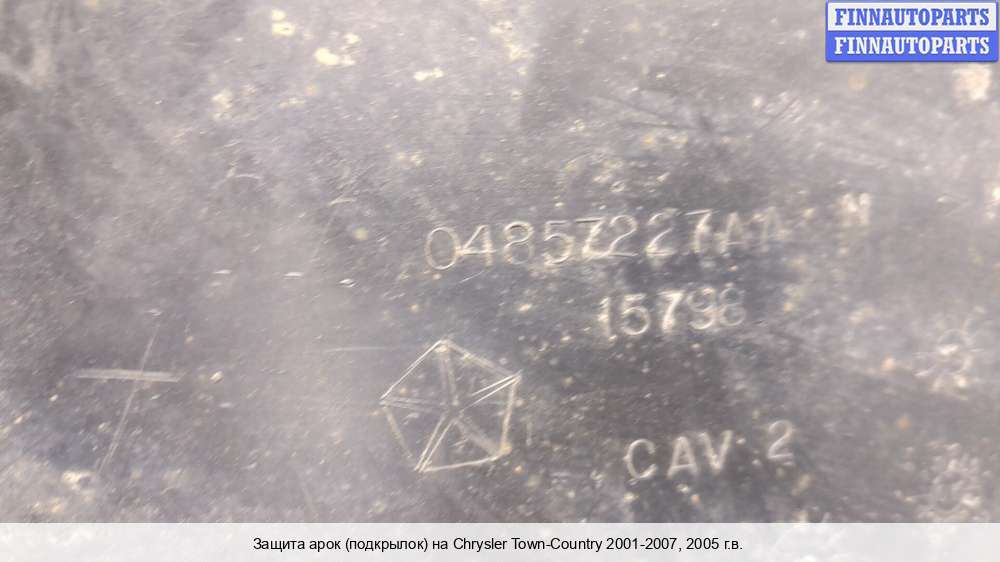 FINNAUTOPARTS
FINNAUTOPARTS
04857227AA N
15798
CAV 2
Защита арок (подкрылок) на Chrysler Town-Country 2001-2007, 2005 г.в.